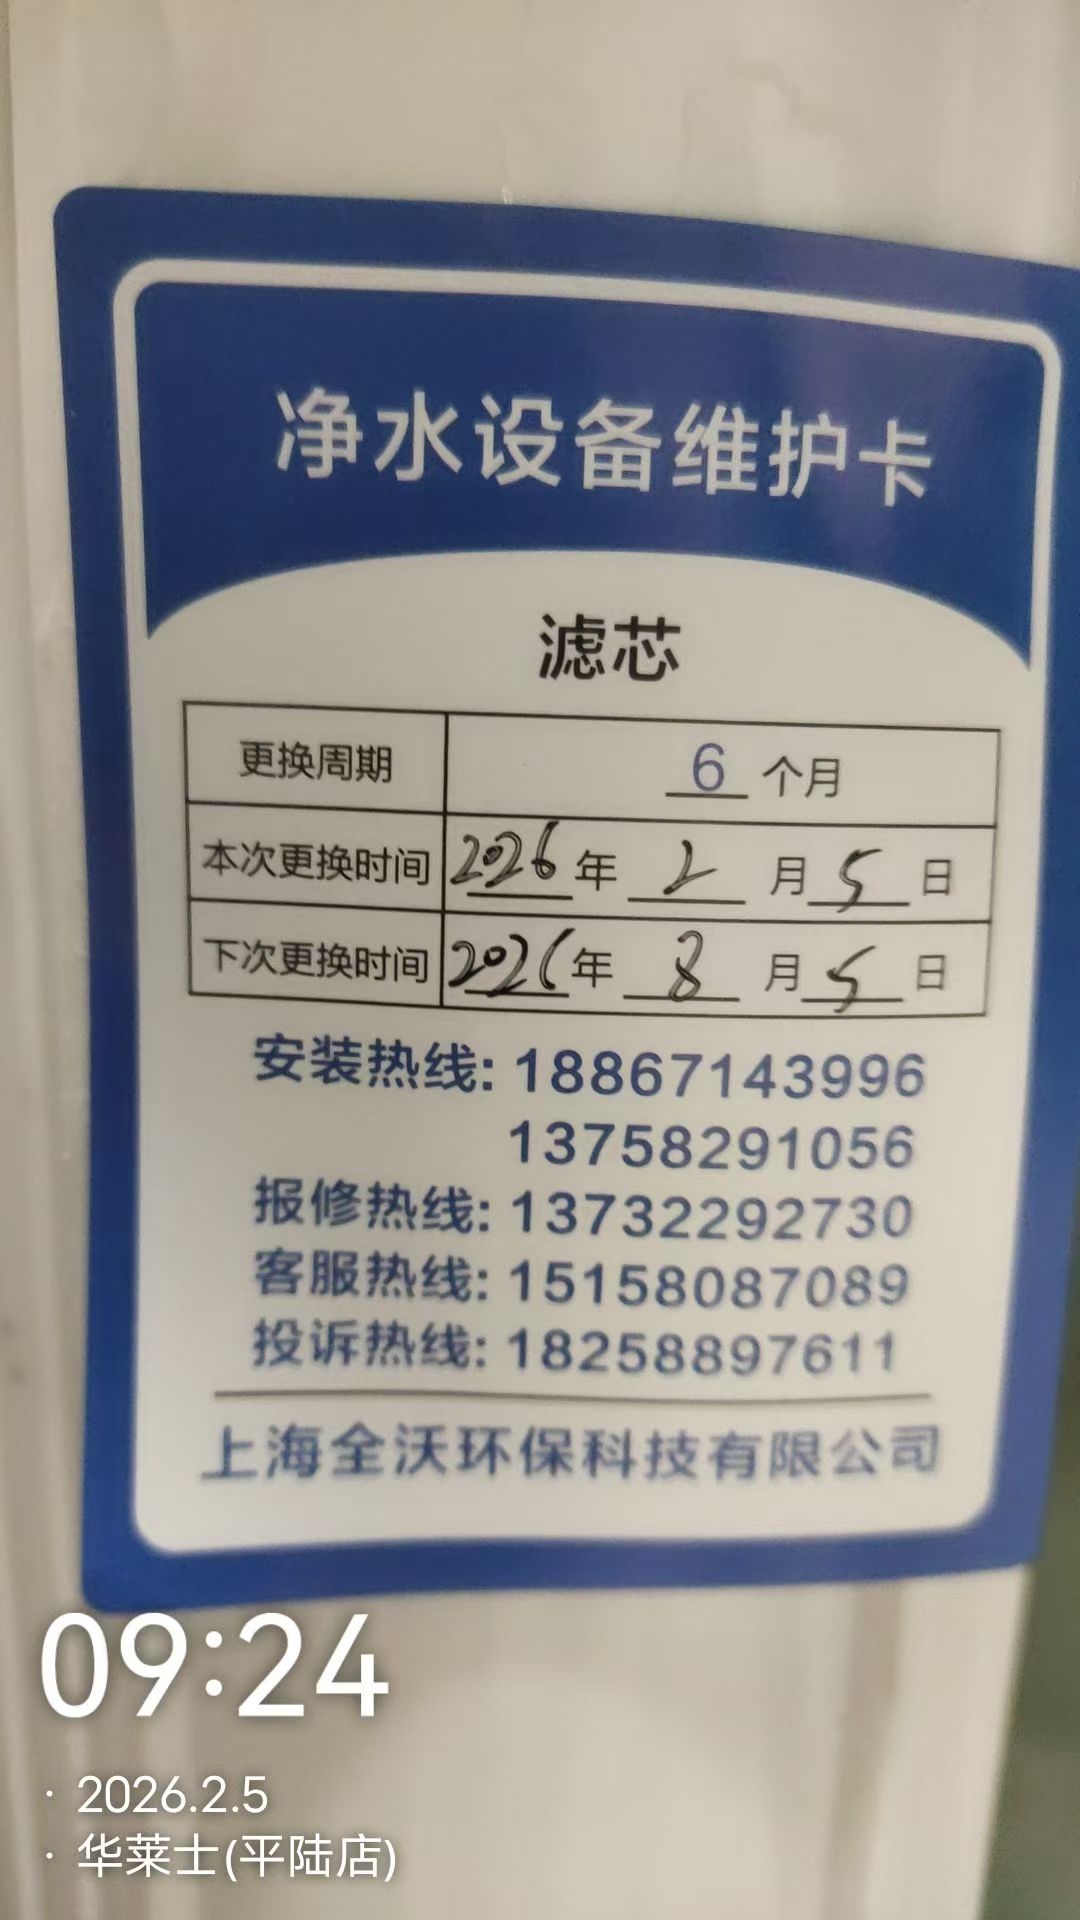 净水设备维护卡
滤芯
更换周期 6 个月
本次更换时间 2026 年 2 月 5 日
下次更换时间 2026 年 8 月 5 日
安装热线: 18867143996
13758291056
报修热线: 13732292730
客服热线: 15158087089
投诉热线: 18258897611
上海全沃环保科技有限公司
09:24
· 2026.2.5
· 华莱士(平陆店)